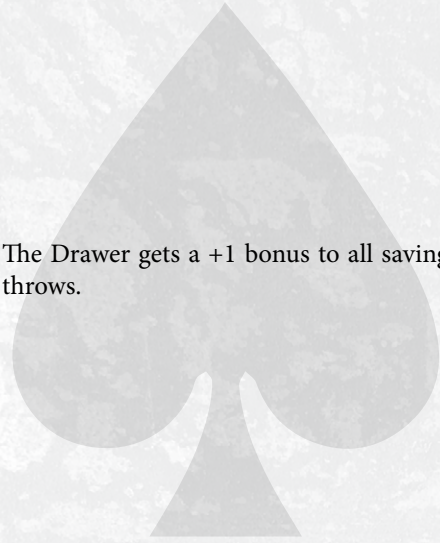 The Drawer gets a +1 bonus to all saving
throws.